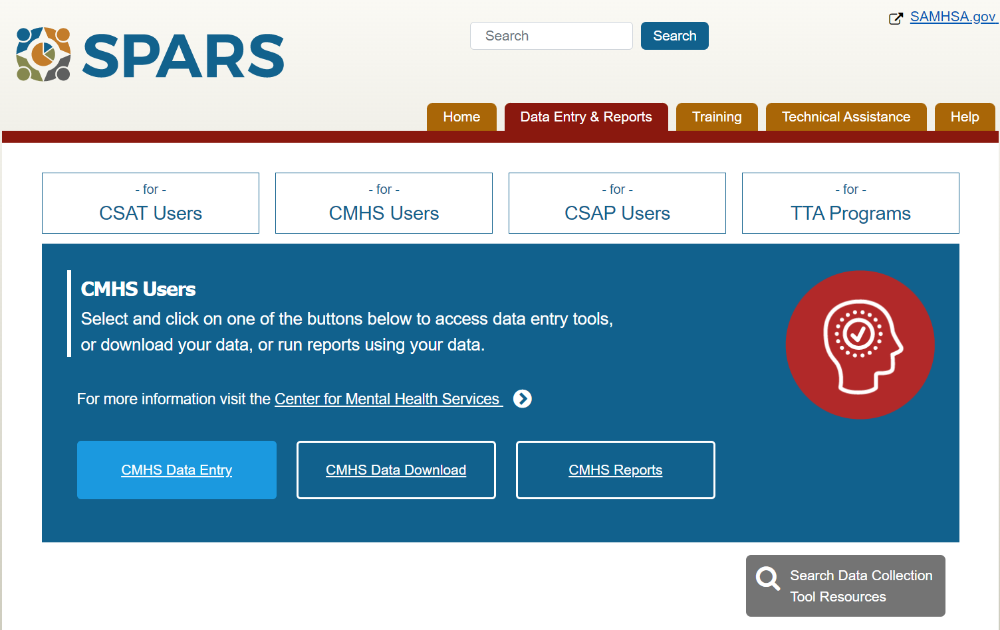 SAMHSA.gov
SPARS
Search
Search
Home
Data Entry & Reports
Training
Technical Assistance
Help
- for -
CSAT Users
- for -
CMHS Users
- for -
CSAP Users
- for -
TTA Programs
CMHS Users
Select and click on one of the buttons below to access data entry tools,
or download your data, or run reports using your data.
For more information visit the Center for Mental Health Services
CMHS Data Entry
CMHS Data Download
CMHS Reports
Search Data Collection
Tool Resources